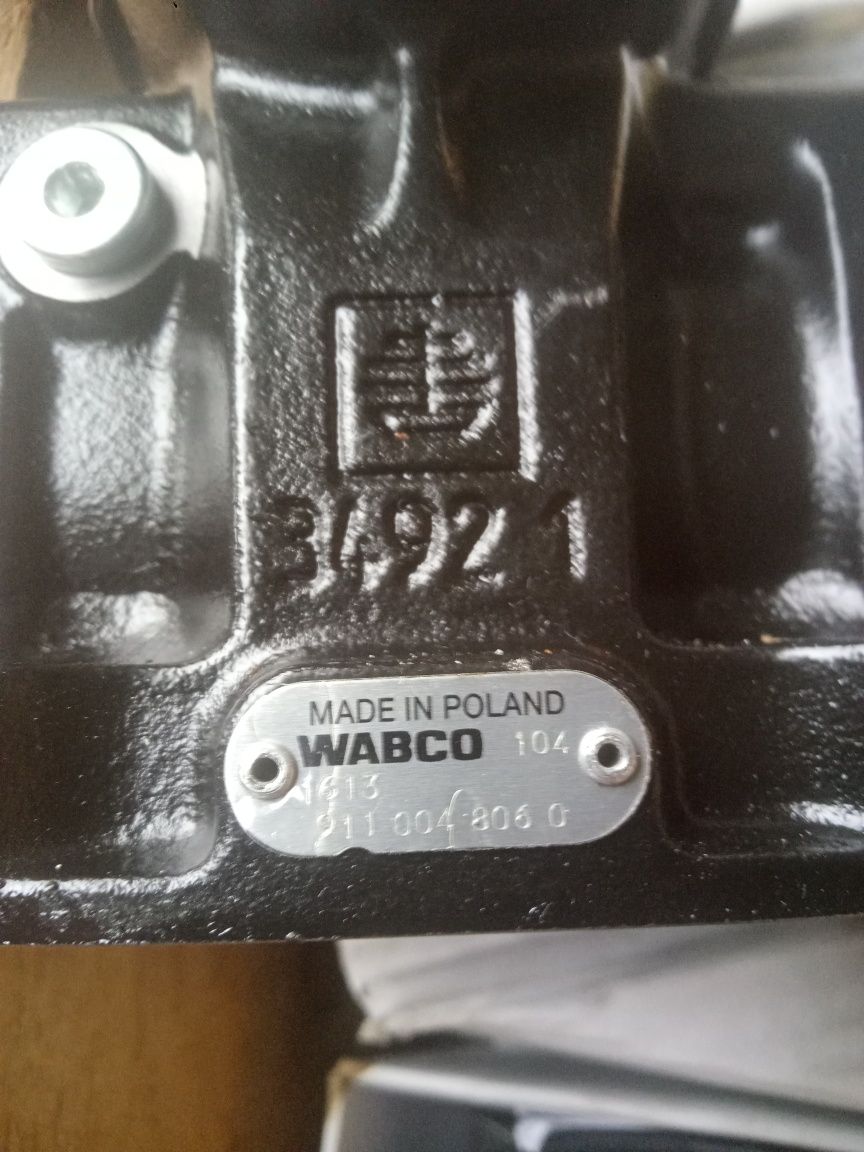 34921
MADE IN POLAND
WABCO 104
1613
911 004 806 0